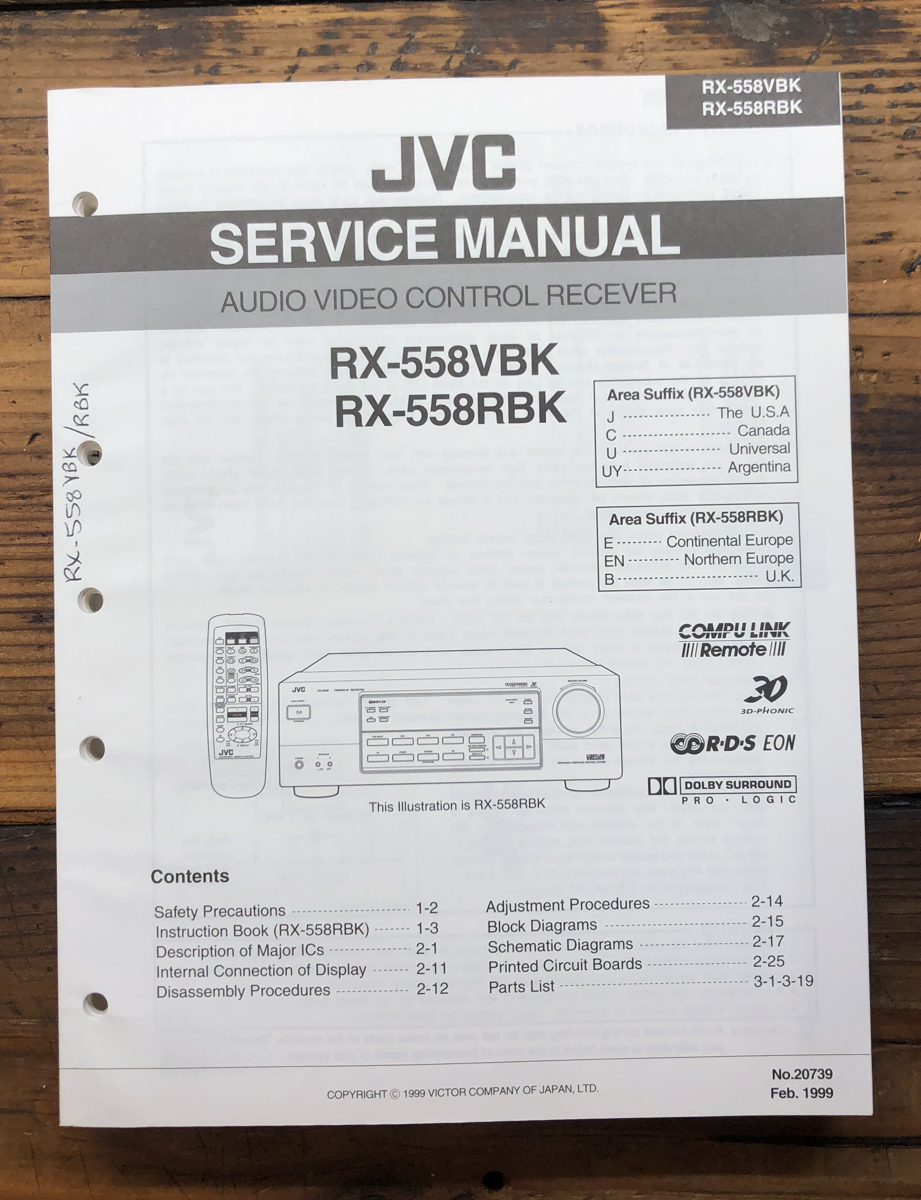 RX-558VBK
RX-558RBK
JVC
SERVICE MANUAL
AUDIO VIDEO CONTROL RECEVER
RX-558VBK
RX-558RBK
Area Suffix (RX-558VBK)
J ---------------- The U.S.A
C -------------------- Canada
U ------------------ Universal
UY ------------------ Argentina
Area Suffix (RX-558RBK)
E --------- Continental Europe
EN ---------- Northern Europe
B --------------------------- U.K.
RX-558VBK/RBK
COMPU LINK
Remote
3D
3D-PHONIC
R·D·S EON
DOLBY SURROUND
PRO · LOGIC
JVC
JVC
This Illustration is RX-558RBK
Contents
Safety Precautions ---------------------- 1-2
Instruction Book (RX-558RBK) ------ 1-3
Description of Major ICs --------------- 2-1
Internal Connection of Display ------ 2-11
Disassembly Procedures ------------- 2-12
Adjustment Procedures ------------------- 2-14
Block Diagrams ---------------------------- 2-15
Schematic Diagrams --------------------- 2-17
Printed Circuit Boards ------------------- 2-25
Parts List ----------------------------------- 3-1-3-19
No.20739
Feb. 1999
COPYRIGHT © 1999 VICTOR COMPANY OF JAPAN, LTD.